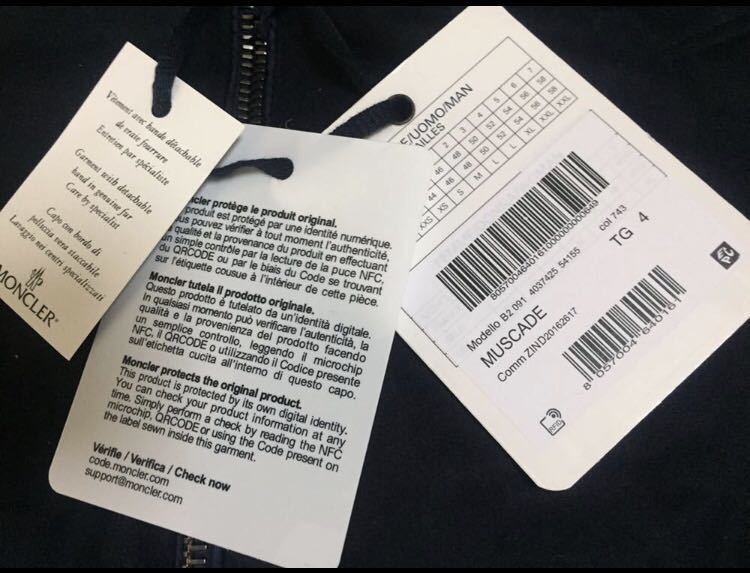 Vêtement avec bande détachable
de vraie fourrure
Entretien par spécialiste
Garment with detachable
band in genuine fur
Care by specialist
Capo con bordo di
pelliccia vera staccabile
Lavaggio nei centri specializzati
MONCLER
ncler protège le produit original.
produit est protégé par une identité numérique.
us pouvez vérifier à tout moment l'authenticité,
qualité et la provenance du produit en effectuant
un simple contrôle par lecture de la puce NFC,
du QRCODE ou par le biais du Code se trouvant
sur l'étiquette cousue à l'intérieur de cette pièce.
Moncler tutela il prodotto originale.
Questo prodotto è tutelato da un'identità digitale.
In qualsiasi momento può verificare l'autenticità, la
qualità e la provenienza del prodotto facendo
un semplice controllo, leggendo il microchip
NFC, il QRCODE o utilizzando il Codice presente
sull'etichetta cucita all'interno di questo capo.
Moncler protects the original product.
This product is protected by its own digital identity.
You can check your product information at any
time. Simply perform a check by reading the NFC
microchip, QRCODE or using the Code present on
the label sewn inside this garment.
Vérifie / Verifica / Check now
code.moncler.com
support@moncler.com
E/UOMO/MAN
AILLES
2 3 4 5 6 7
44 46 48 50 52 54 56 58
48 50 52 54 56 58
XXS XS S M L XL XXL XXL
80570046401610000000000649
Modello B2 091 4037425 54155 col 743
MUSCADE TG 4
Comm ZIND20162817
8 057004 640161
RFID